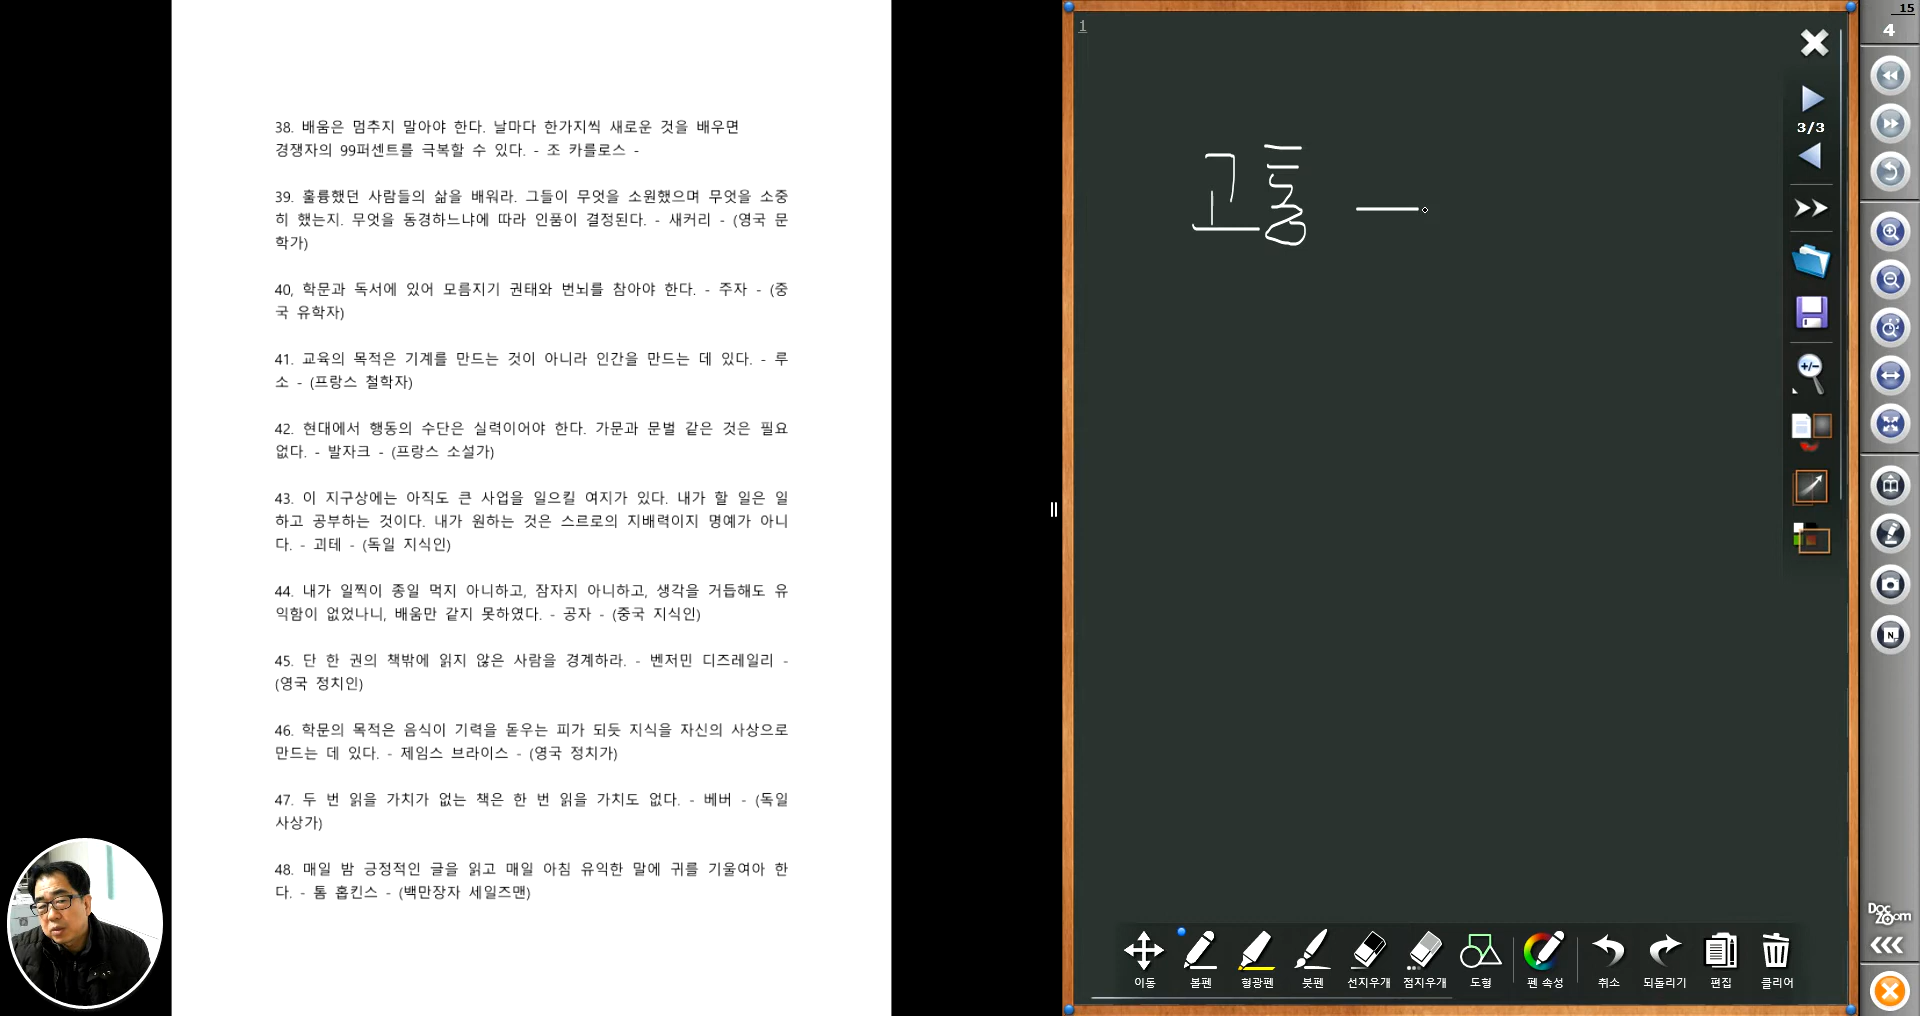 38. 배움은 멈추지 말아야 한다. 날마다 한가지씩 새로운 것을 배우면
경쟁자의 99퍼센트를 극복할 수 있다. - 조 카를로스 -
39. 훌륭했던 사람들의 삶을 배워라. 그들이 무엇을 소원했으며 무엇을 소중
히 했는지. 무엇을 동경하느냐에 따라 인품이 결정된다. - 새커리 - (영국 문
학가)
40, 학문과 독서에 있어 모름지기 권태와 번뇌를 참아야 한다. - 주자 - (중
국 유학자)
41. 교육의 목적은 기계를 만드는 것이 아니라 인간을 만드는 데 있다. - 루
소 - (프랑스 철학자)
42. 현대에서 행동의 수단은 실력이어야 한다. 가문과 문벌 같은 것은 필요
없다. - 발자크 - (프랑스 소설가)
43. 이 지구상에는 아직도 큰 사업을 일으킬 여지가 있다. 내가 할 일은 일
하고 공부하는 것이다. 내가 원하는 것은 스르로의 지배력이지 명예가 아니
다. - 괴테 - (독일 지식인)
44. 내가 일찍이 종일 먹지 아니하고, 잠자지 아니하고, 생각을 거듭해도 유
익함이 없었나니, 배움만 같지 못하였다. - 공자 - (중국 지식인)
45. 단 한 권의 책밖에 읽지 않은 사람을 경계하라. - 벤저민 디즈레일리 -
(영국 정치인)
46. 학문의 목적은 음식이 기력을 돋우는 피가 되듯 지식을 자신의 사상으로
만드는 데 있다. - 제임스 브라이스 - (영국 정치가)
47. 두 번 읽을 가치가 없는 책은 한 번 읽을 가치도 없다. - 베버 - (독일
사상가)
48. 매일 밤 긍정적인 글을 읽고 매일 아침 유익한 말에 귀를 기울여아 한
다. - 톰 홉킨스 - (백만장자 세일즈맨)
1
고통 —
3/3
+/-
이동 볼펜 형광펜 붓펜 선지우개 점지우개 도형 펜 속성 취소 되돌리기 편집 클리어
15
4
N
Doc
Zoom